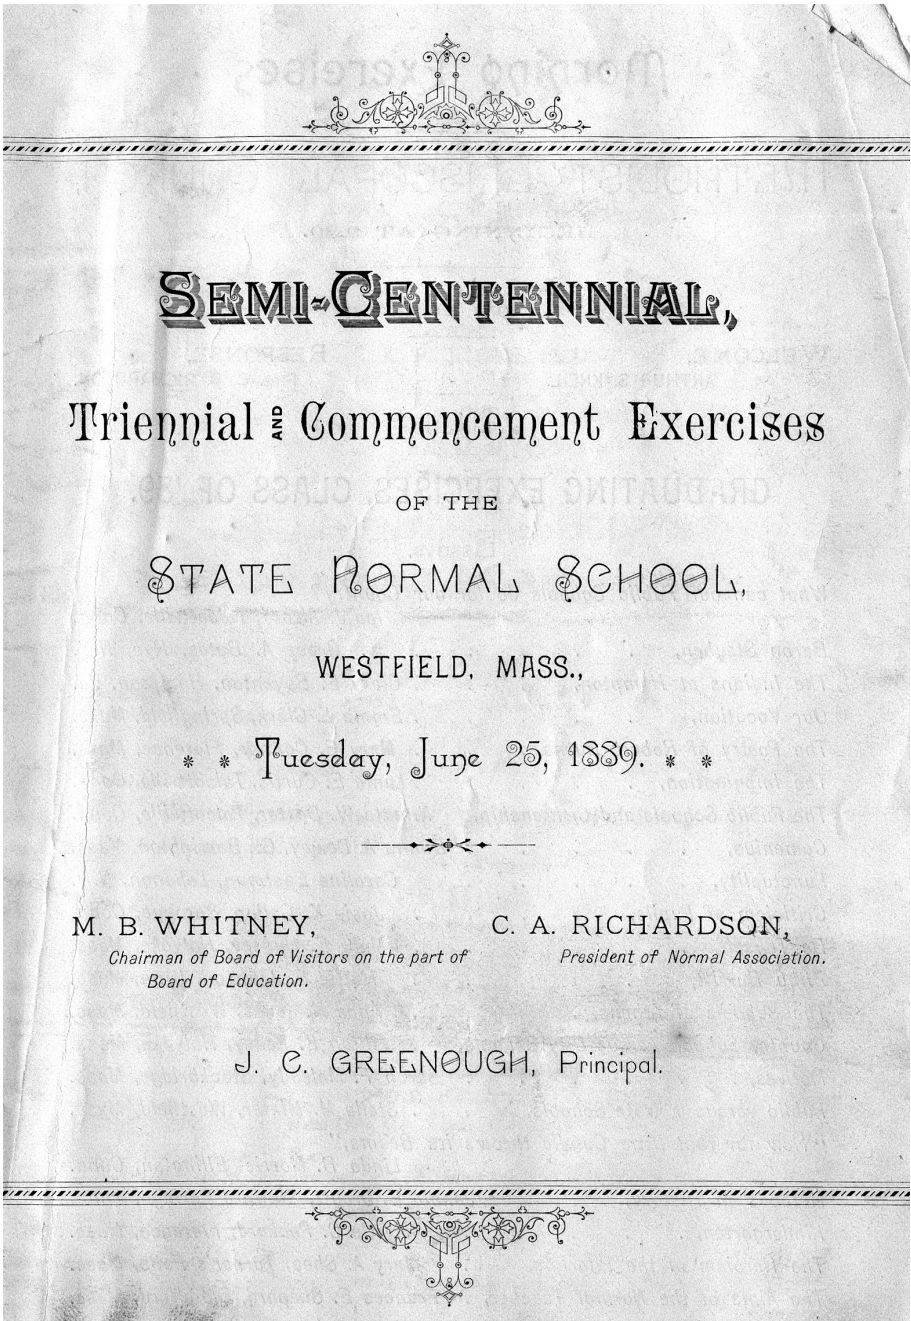 SEMI-CENTENNIAL,
Triennial AND Commencement Exercises
OF THE
STATE NORMAL SCHOOL,
WESTFIELD, MASS.,
* * Tuesday, June 25, 1889. * *
M. B. WHITNEY,
Chairman of Board of Visitors on the part of
Board of Education.
C. A. RICHARDSON,
President of Normal Association.
J. C. GREENOUGH, Principal.